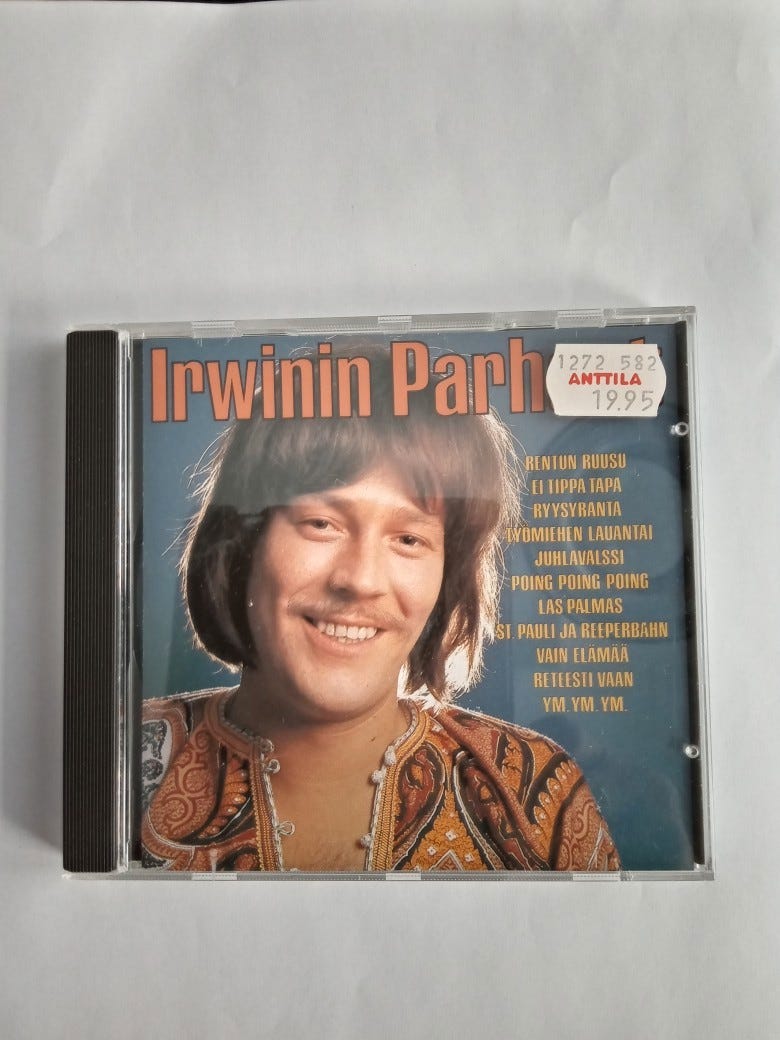 Irwinin Parh
1272 582
ANTTILA
19.95
RENTUN RUUSU
EI TIPPA TAPA
RYYSYRANTA
TYÖMIEHEN LAUANTAI
JUHLAVALSSI
POING POING POING
LAS PALMAS
ST. PAULI JA REEPERBAHN
VAIN ELÄMÄÄ
RETEESTI VAAN
YM. YM. YM.